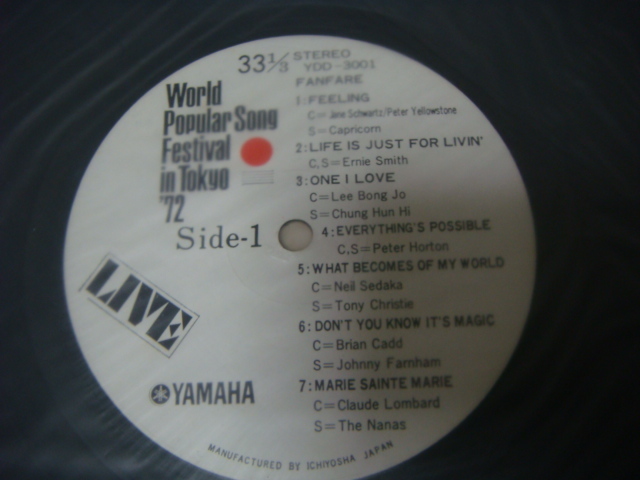 33⅓ STEREO
YDD-3001
FANFARE
World
Popular Song
Festival
in Tokyo
'72
Side-1
1:FEELING
C=Jane Schwartz/Peter Yellowstone
S=Capricorn
2:LIFE IS JUST FOR LIVIN'
C,S=Ernie Smith
3:ONE I LOVE
C=Lee Bong Jo
S=Chung Hun Hi
4:EVERYTHING'S POSSIBLE
C,S=Peter Horton
5:WHAT BECOMES OF MY WORLD
C=Neil Sedaka
S=Tony Christie
6:DON'T YOU KNOW IT'S MAGIC
C=Brian Cadd
S=Johnny Farnham
7:MARIE SAINTE MARIE
C=Claude Lombard
S=The Nanas
LIVE
YAMAHA
MANUFACTURED BY ICHIYOSHA JAPAN